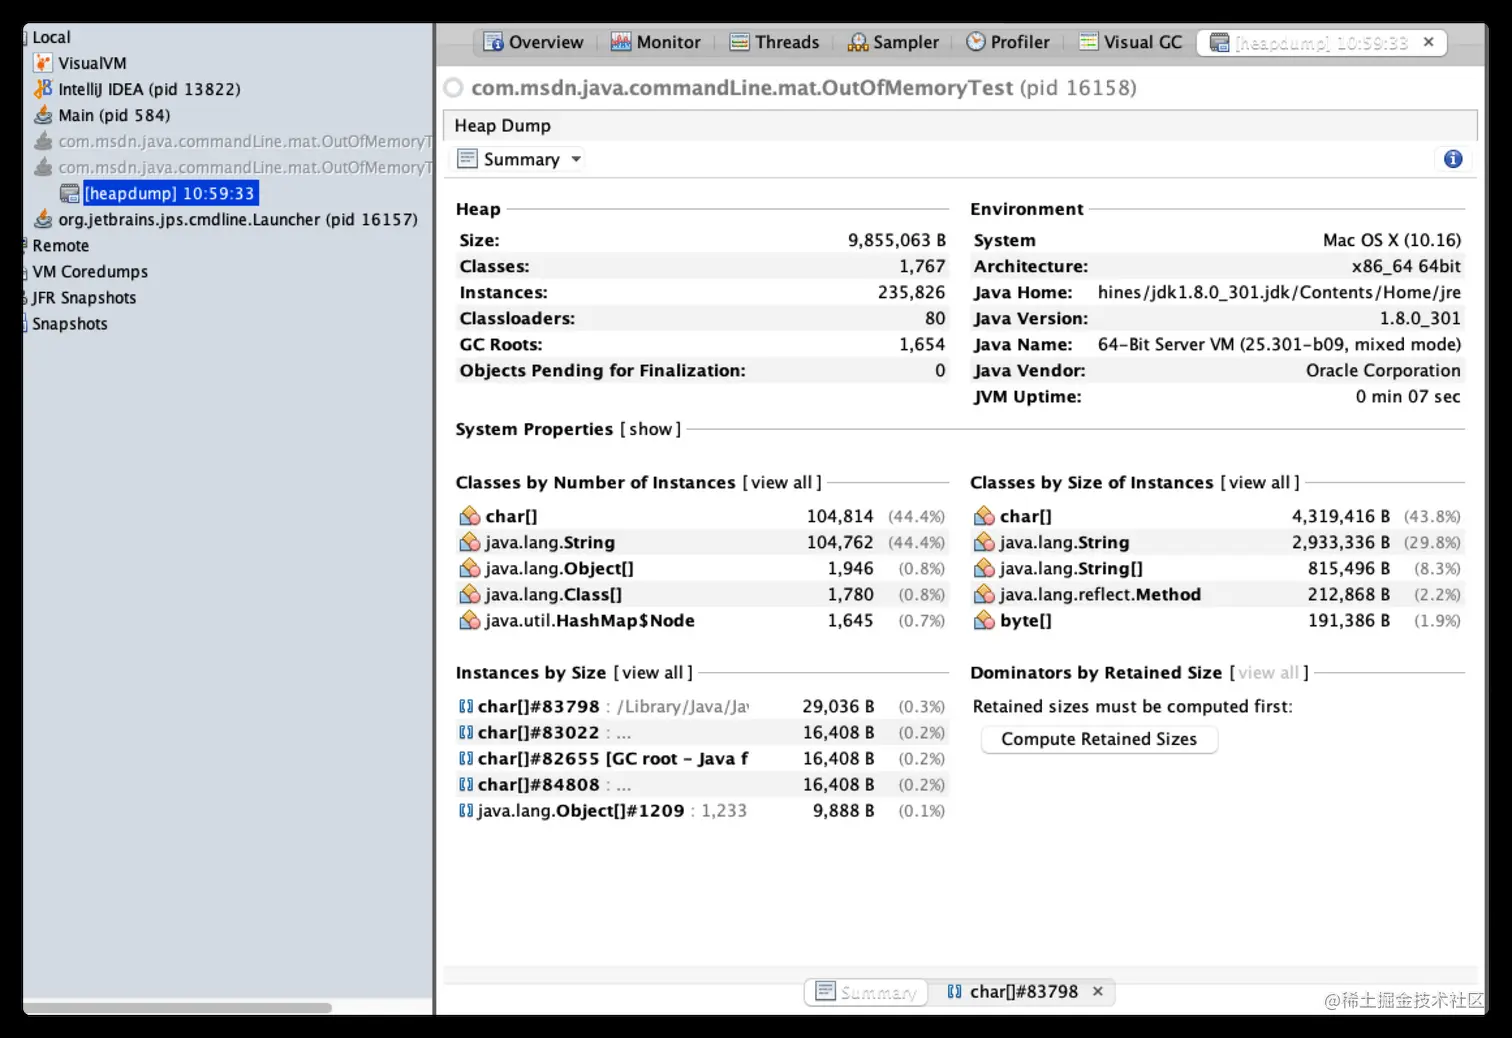 Local
VisualVM
IntelliJ IDEA (pid 13822)
Main (pid 584)
com.msdn.java.commandLine.mat.OutOfMemoryT
com.msdn.java.commandLine.mat.OutOfMemoryT
[heapdump] 10:59:33
org.jetbrains.jps.cmdline.Launcher (pid 16157)
Remote
VM Coredumps
JFR Snapshots
Snapshots
Overview Monitor Threads Sampler Profiler Visual GC [heapdump] 10:59:33 ×
com.msdn.java.commandLine.mat.OutOfMemoryTest (pid 16158)
Heap Dump
Summary
Heap
Size: 9,855,063 B
Classes: 1,767
Instances: 235,826
Classloaders: 80
GC Roots: 1,654
Objects Pending for Finalization: 0
Environment
System Mac OS X (10.16)
Architecture: x86_64 64bit
Java Home: hines/jdk1.8.0_301.jdk/Contents/Home/jre
Java Version: 1.8.0_301
Java Name: 64-Bit Server VM (25.301-b09, mixed mode)
Java Vendor: Oracle Corporation
JVM Uptime: 0 min 07 sec
System Properties [show]
Classes by Number of Instances [view all]
char[] 104,814 (44.4%)
java.lang.String 104,762 (44.4%)
java.lang.Object[] 1,946 (0.8%)
java.lang.Class[] 1,780 (0.8%)
java.util.HashMap$Node 1,645 (0.7%)
Classes by Size of Instances [view all]
char[] 4,319,416 B (43.8%)
java.lang.String 2,933,336 B (29.8%)
java.lang.String[] 815,496 B (8.3%)
java.lang.reflect.Method 212,868 B (2.2%)
byte[] 191,386 B (1.9%)
Instances by Size [view all]
char[]#83798 : /Library/Java/Jav 29,036 B (0.3%)
char[]#83022 : ... 16,408 B (0.2%)
char[]#82655 [GC root - Java f 16,408 B (0.2%)
char[]#84808 : ... 16,408 B (0.2%)
java.lang.Object[]#1209 : 1,233 9,888 B (0.1%)
Dominators by Retained Size [view all]
Retained sizes must be computed first:
Compute Retained Sizes
Summary char[]#83798 ×
@稀土掘金技术社区